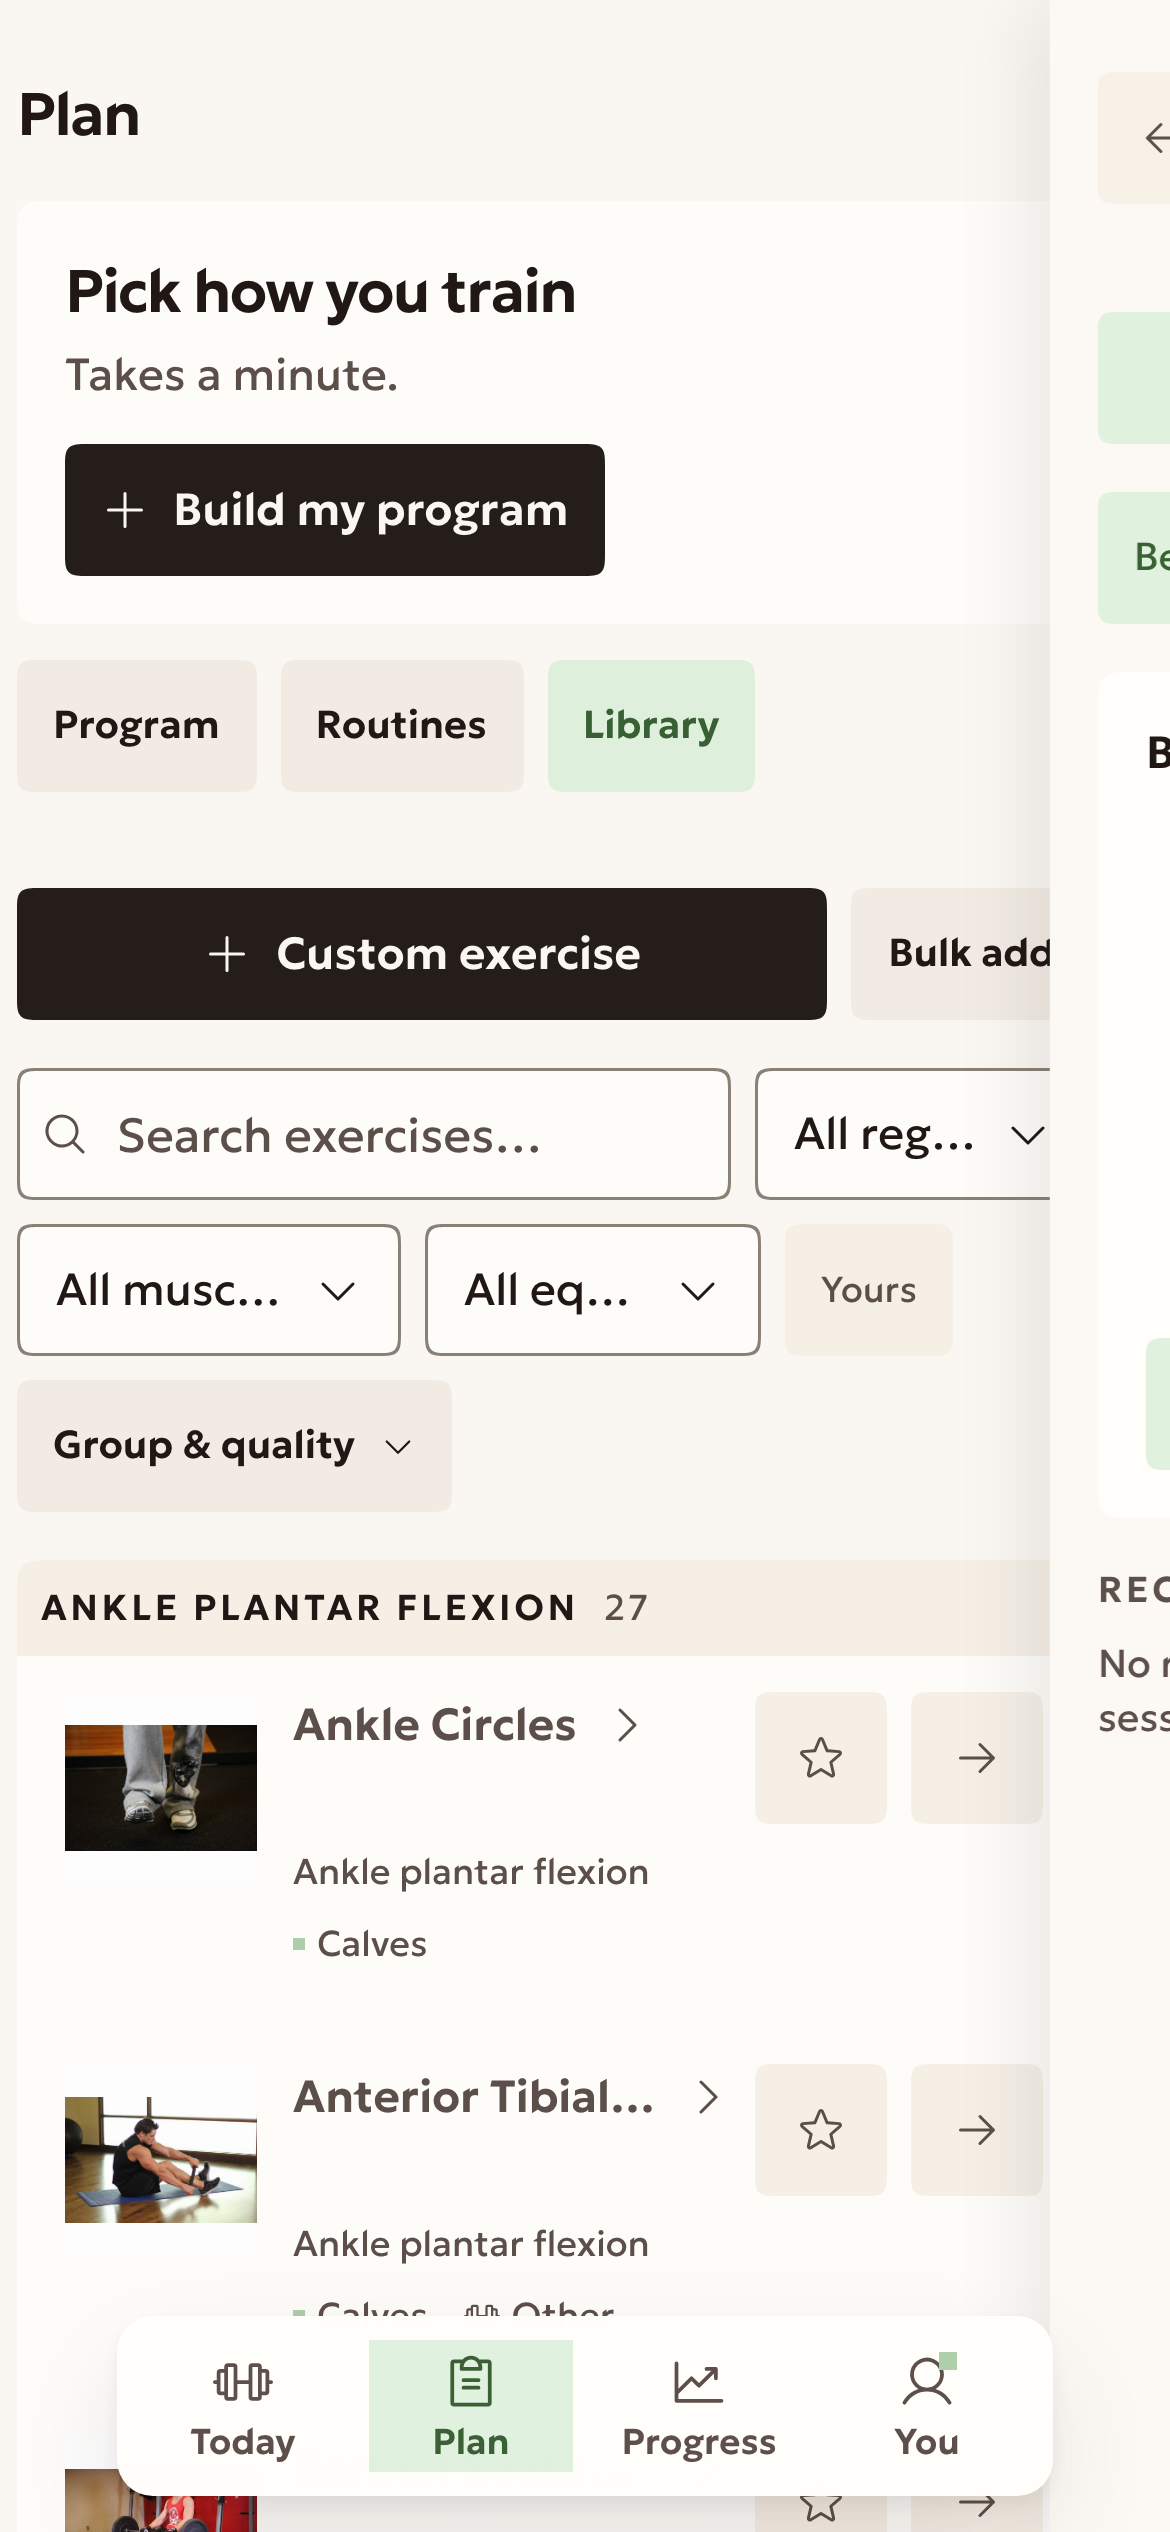 Plan
Pick how you train
Takes a minute.
Build my program
Program
Routines
Library
Custom exercise
Bulk add
Search exercises...
All reg...
All musc...
All eq...
Yours
Group & quality
ANKLE PLANTAR FLEXION 27
Ankle Circles
Ankle plantar flexion
Calves
Anterior Tibial...
Ankle plantar flexion
Calves Other
Today
Plan
Progress
You
Be
B
REC
No r
sess